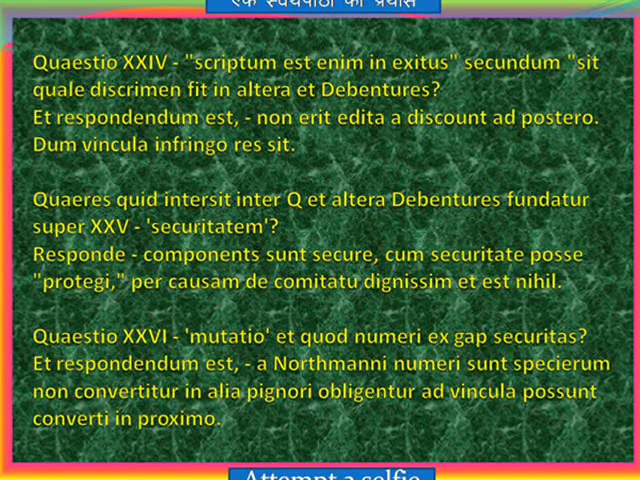 एक स्वयंपाठी का प्रयास
Quaestio XXIV - "scriptum est enim in exitus" secundum "sit
quale discrimen fit in altera et Debentures?
Et respondendum est, - non erit edita a discount ad postero.
Dum vincula infringo res sit.
Quaeres quid intersit inter Q et altera Debentures fundatur
super XXV - 'securitatem'?
Responde - components sunt secure, cum securitate posse
"protegi," per causam de comitatu dignissim et est nihil.
Quaestio XXVI - 'mutatio' et quod numeri ex gap securitas?
Et respondendum est, - a Northmanni numeri sunt specierum
non convertitur in alia pignori obligentur ad vincula possunt
converti in proximo.
Attempt a selfie